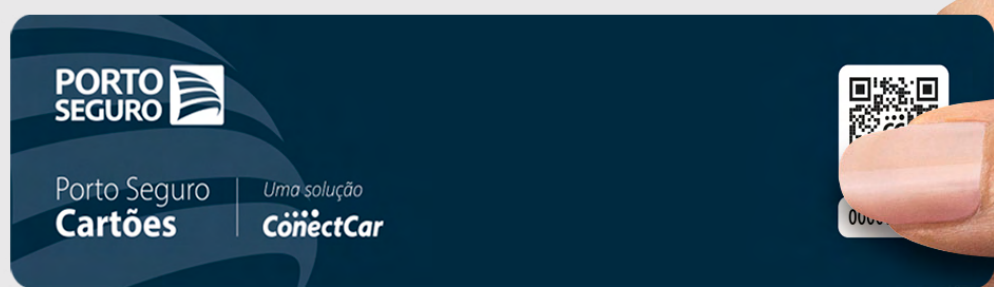 PORTO
SEGURO
Porto Seguro
Cartões
Uma solução
ConectCar